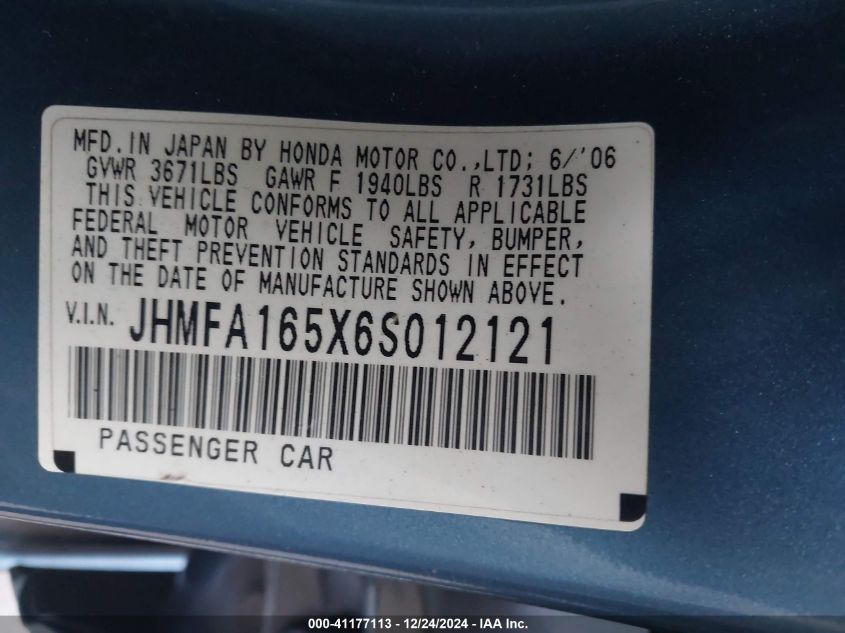 MFD. IN JAPAN BY HONDA MOTOR CO.,LTD; 6/'06
GVWR 3671LBS GAWR F 1940LBS R 1731LBS
THIS VEHICLE CONFORMS TO ALL APPLICABLE
FEDERAL MOTOR VEHICLE SAFETY, BUMPER,
AND THEFT PREVENTION STANDARDS IN EFFECT
ON THE DATE OF MANUFACTURE SHOWN ABOVE.
V.I.N. JHMFA165X6S012121
PASSENGER CAR
000-41177113 - 12/24/2024 - IAA Inc.